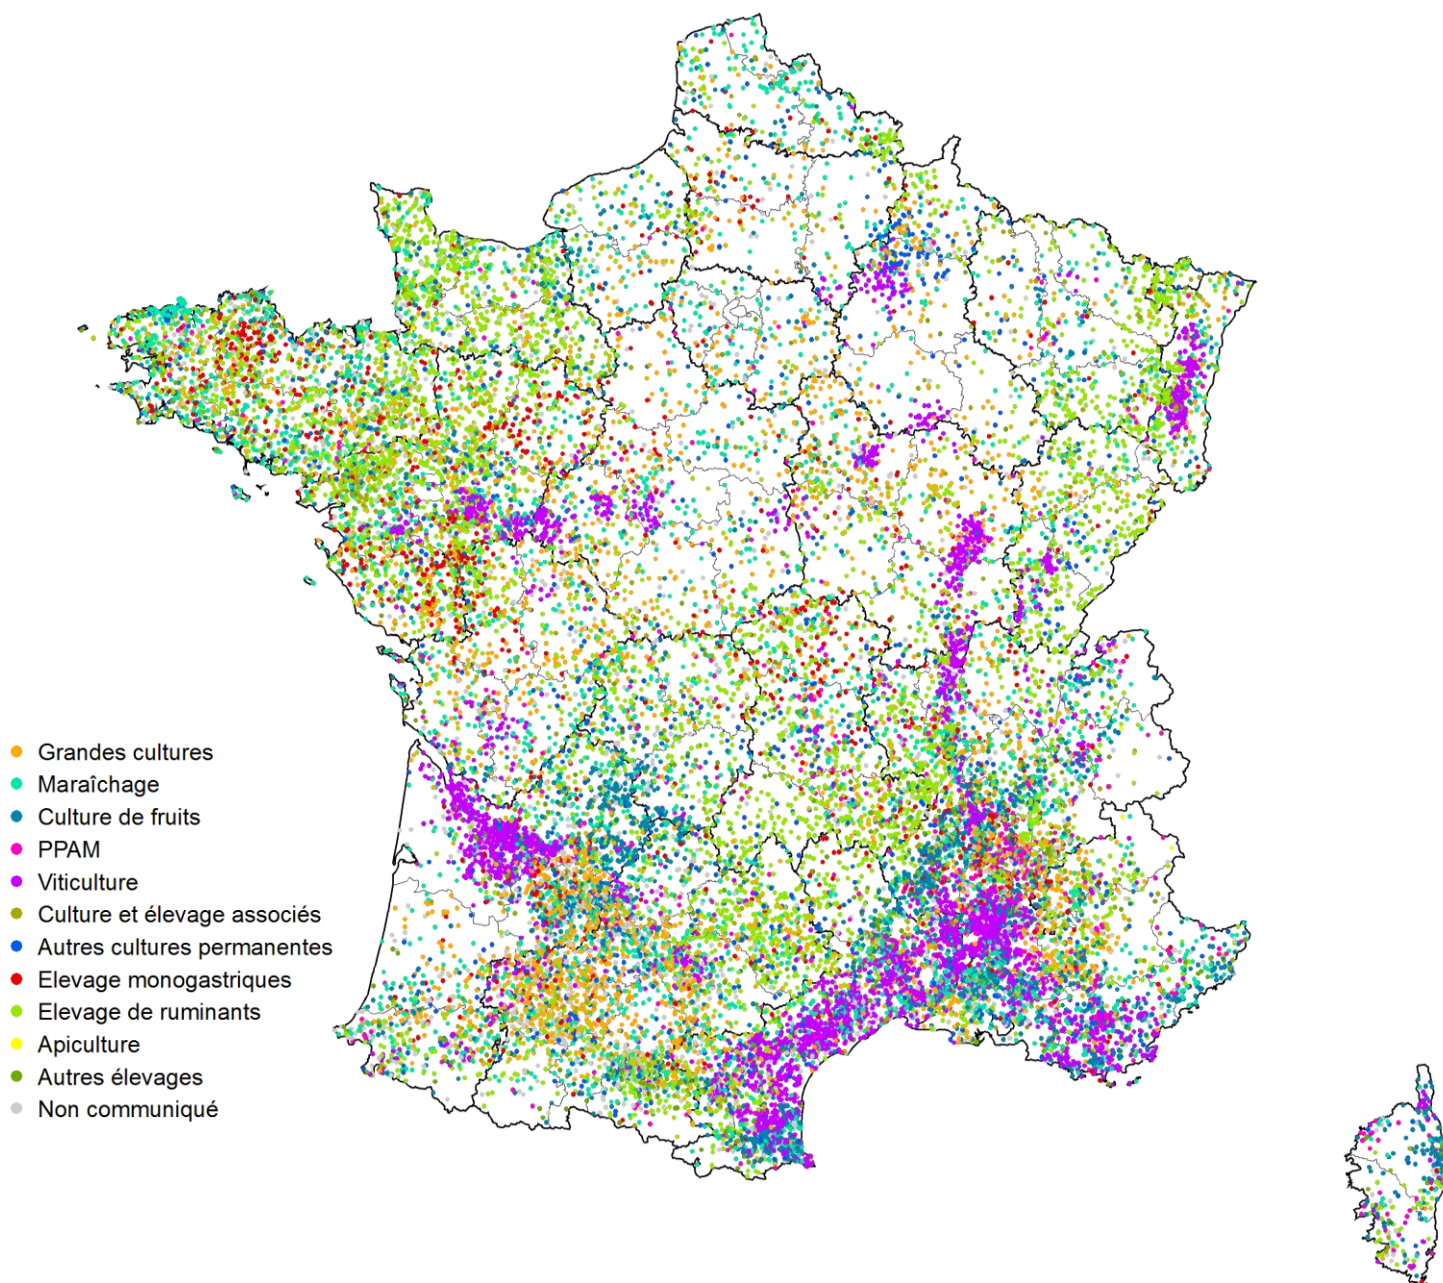 Grandes cultures
Maraîchage
Culture de fruits
PPAM
Viticulture
Culture et élevage associés
Autres cultures permanentes
Elevage monogastriques
Elevage de ruminants
Apiculture
Autres élevages
Non communiqué